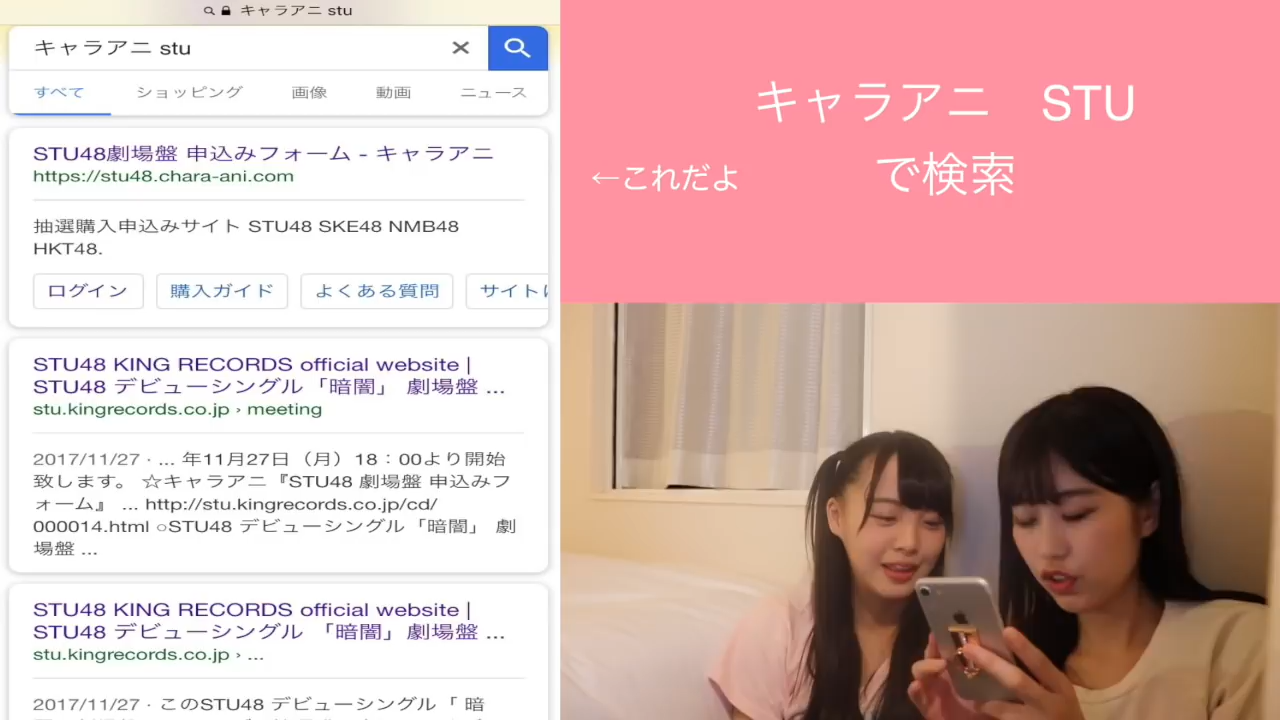 キャラアニ stu
キャラアニ stu
すべて ショッピング 画像 動画 ニュース
STU48劇場盤 申込みフォーム - キャラアニ
https://stu48.chara-ani.com
抽選購入申込みサイト STU48 SKE48 NMB48
HKT48.
ログイン 購入ガイド よくある質問 サイトに
STU48 KING RECORDS official website |
STU48 デビューシングル「暗闇」 劇場盤 ...
stu.kingrecords.co.jp › meeting
2017/11/27 · ... 年11月27日（月）18：00より開始
致します。 ☆キャラアニ『STU48 劇場盤 申込みフ
ォーム』 ... http://stu.kingrecords.co.jp/cd/
000014.html ○STU48 デビューシングル「暗闇」 劇
場盤 ...
STU48 KING RECORDS official website |
STU48 デビューシングル 「暗闇」劇場盤 ...
stu.kingrecords.co.jp › ...
2017/11/27 · このSTU48 デビューシングル「 暗
キャラアニ　STU
で検索
←これだよ